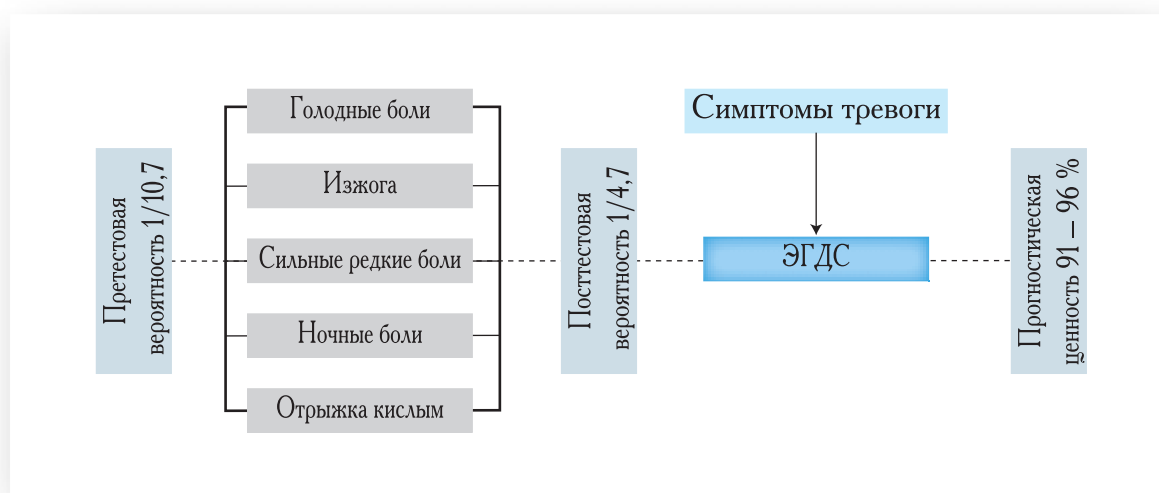 Претестовая
вероятность 1/10,7
Голодные боли
Изжога
Сильные редкие боли
Ночные боли
Отрыжка кислым
Посттестовая
вероятность 1/4,7
Симптомы тревоги
ЭГДС
Прогностическая
ценность 91 – 96 %